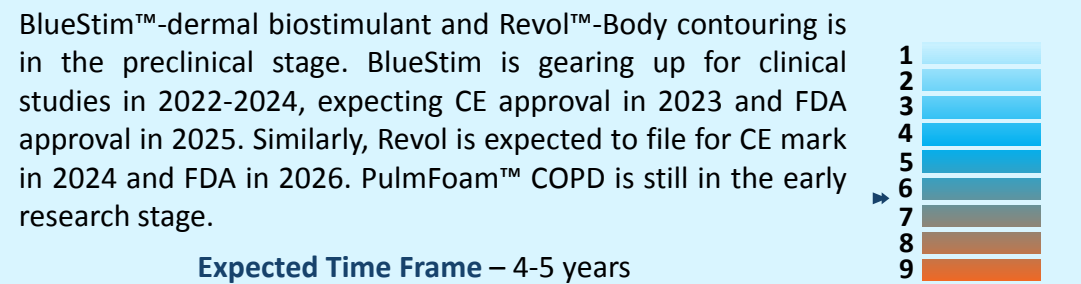 BlueStim™-dermal biostimulant and Revol™-Body contouring is
in the preclinical stage. BlueStim is gearing up for clinical
studies in 2022-2024, expecting CE approval in 2023 and FDA
approval in 2025. Similarly, Revol is expected to file for CE mark
in 2024 and FDA in 2026. PulmFoam™ COPD is still in the early
research stage.
Expected Time Frame – 4-5 years
1
2
3
4
5
6
7
8
9